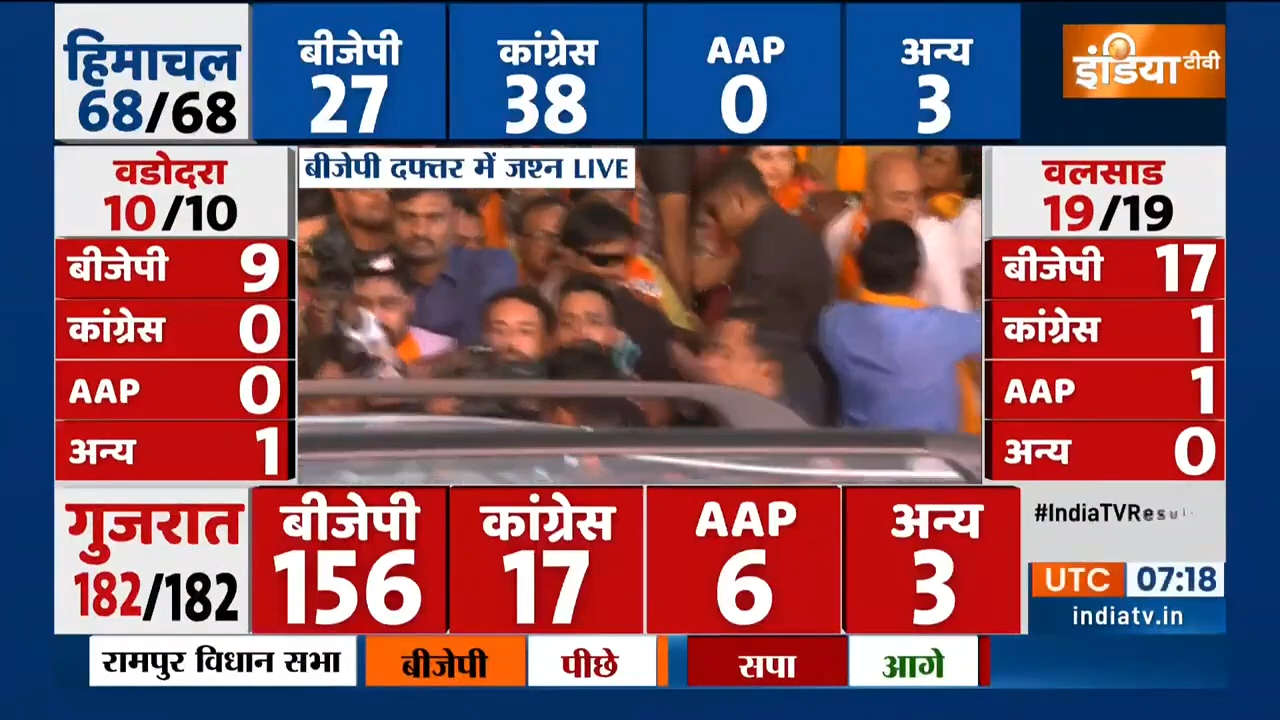 हिमाचल
68/68
बीजेपी
27
कांग्रेस
38
AAP
0
अन्य
3
इंडिया टीवी
वडोदरा
10/10
बीजेपी 9
कांग्रेस 0
AAP 0
अन्य 1
बीजेपी दफ्तर में जश्न LIVE
वलसाड
19/19
बीजेपी 17
कांग्रेस 1
AAP 1
अन्य 0
गुजरात
182/182
बीजेपी
156
कांग्रेस
17
AAP
6
अन्य
3
#IndiaTVResul
UTC 07:18
indiatv.in
रामपुर विधान सभा बीजेपी पीछे सपा आगे